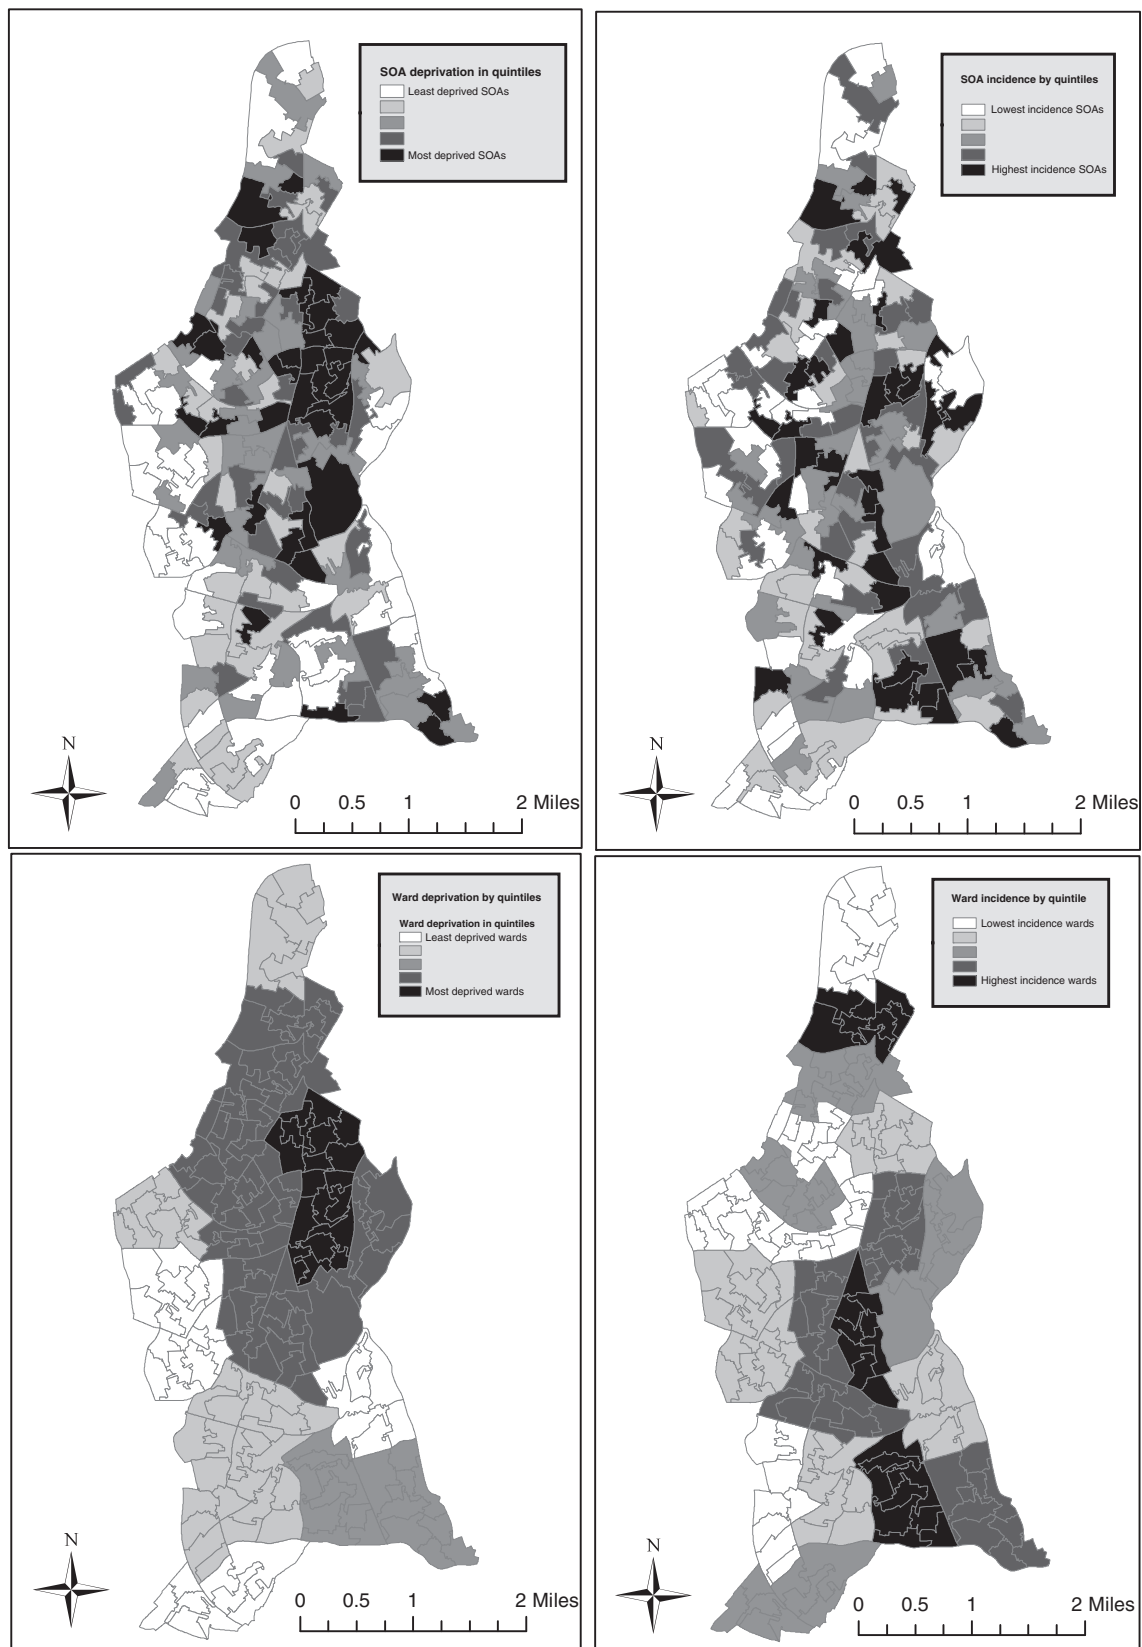 SOA deprivation in quintiles
Least deprived SOAs
Most deprived SOAs
N
0 0.5 1 2 Miles
SOA incidence by quintiles
Lowest incidence SOAs
Highest incidence SOAs
N
0 0.5 1 2 Miles
Ward deprivation by quintiles
Ward deprivation in quintiles
Least deprived wards
Most deprived wards
N
0 0.5 1 2 Miles
Ward incidence by quintile
Lowest incidence wards
Highest incidence wards
N
0 0.5 1 2 Miles